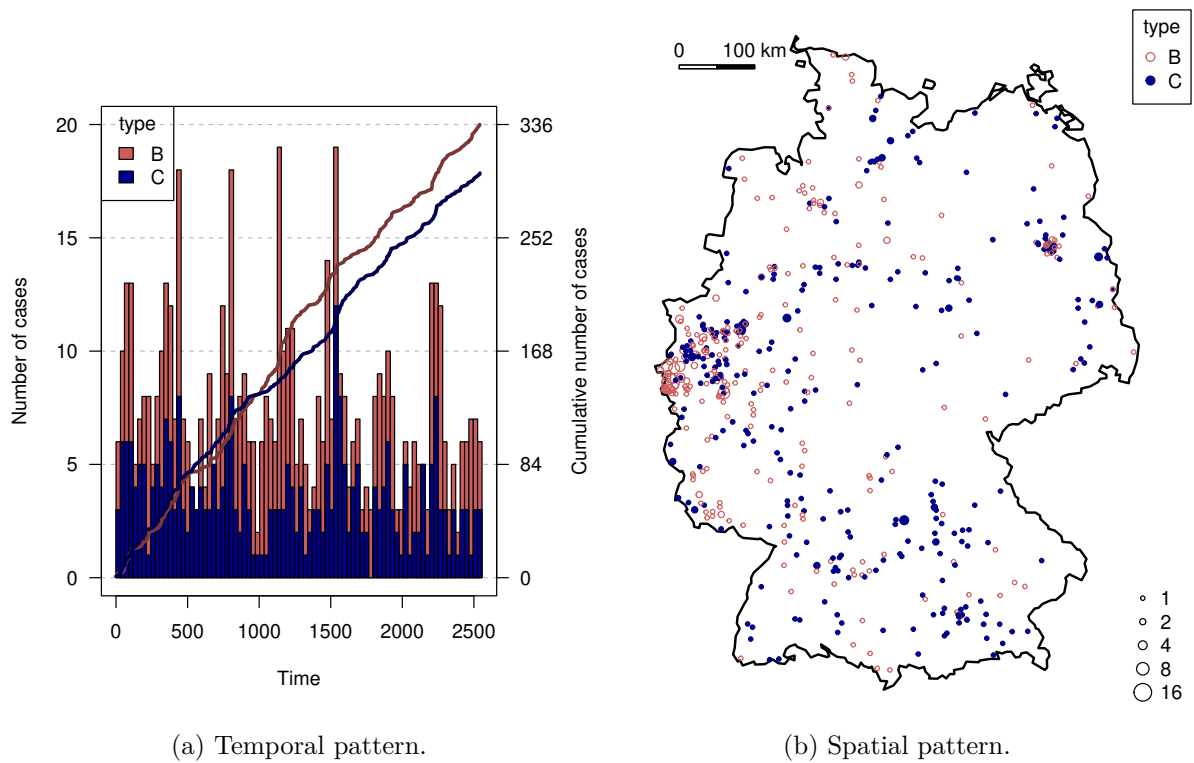 type
B
C
20
15
10
5
0
336
252
168
84
0
Number of cases
Cumulative number of cases
0 500 1000 1500 2000 2500
Time
(a) Temporal pattern.
0 100 km
type
B
C
1
2
4
8
16
(b) Spatial pattern.